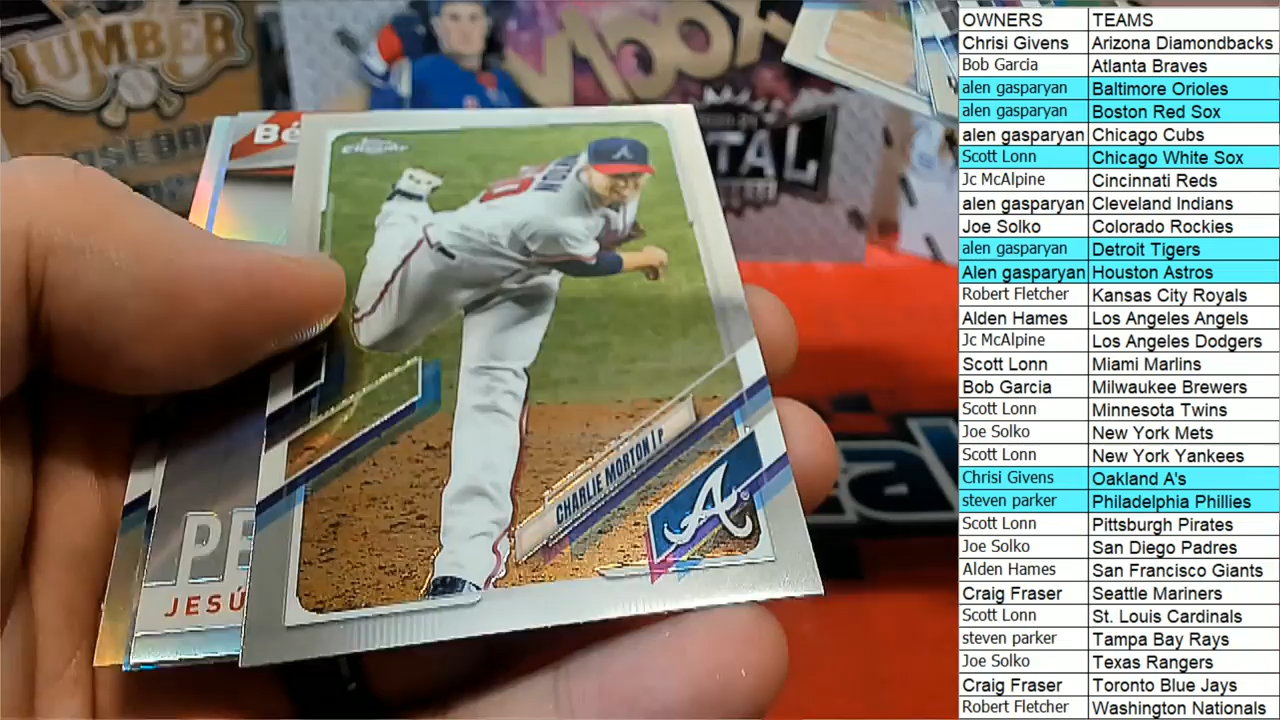 LUMBER
BASEBALL
Bé
CHROME
CHARLIE MORTON | P
A
PE
JESÚ
TAL
eal
OWNERS TEAMS
Chrisi Givens Arizona Diamondbacks
Bob Garcia Atlanta Braves
alen gasparyan Baltimore Orioles
alen gasparyan Boston Red Sox
alen gasparyan Chicago Cubs
Scott Lonn Chicago White Sox
Jc McAlpine Cincinnati Reds
alen gasparyan Cleveland Indians
Joe Solko Colorado Rockies
alen gasparyan Detroit Tigers
Alen gasparyan Houston Astros
Robert Fletcher Kansas City Royals
Alden Hames Los Angeles Angels
Jc McAlpine Los Angeles Dodgers
Scott Lonn Miami Marlins
Bob Garcia Milwaukee Brewers
Scott Lonn Minnesota Twins
Joe Solko New York Mets
Scott Lonn New York Yankees
Chrisi Givens Oakland A's
steven parker Philadelphia Phillies
Scott Lonn Pittsburgh Pirates
Joe Solko San Diego Padres
Alden Hames San Francisco Giants
Craig Fraser Seattle Mariners
Scott Lonn St. Louis Cardinals
steven parker Tampa Bay Rays
Joe Solko Texas Rangers
Craig Fraser Toronto Blue Jays
Robert Fletcher Washington Nationals